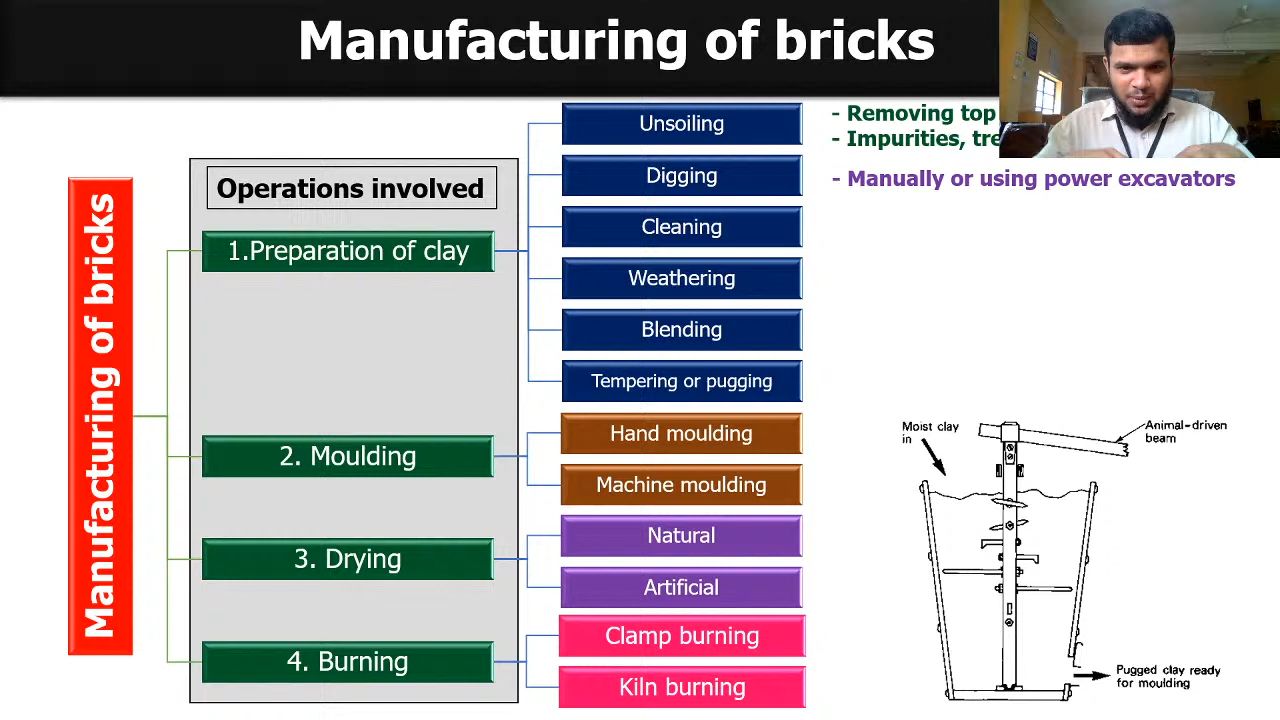 Manufacturing of bricks
- Removing top
- Impurities,
- Manually or using power excavators
Manufacturing of bricks
Operations involved
1.Preparation of clay
Unsoiling
Digging
Cleaning
Weathering
Blending
Tempering or pugging
2. Moulding
Hand moulding
Machine moulding
3. Drying
Natural
Artificial
4. Burning
Clamp burning
Kiln burning
Moist clay
in
Animal-driven
beam
Pugged clay ready
for moulding